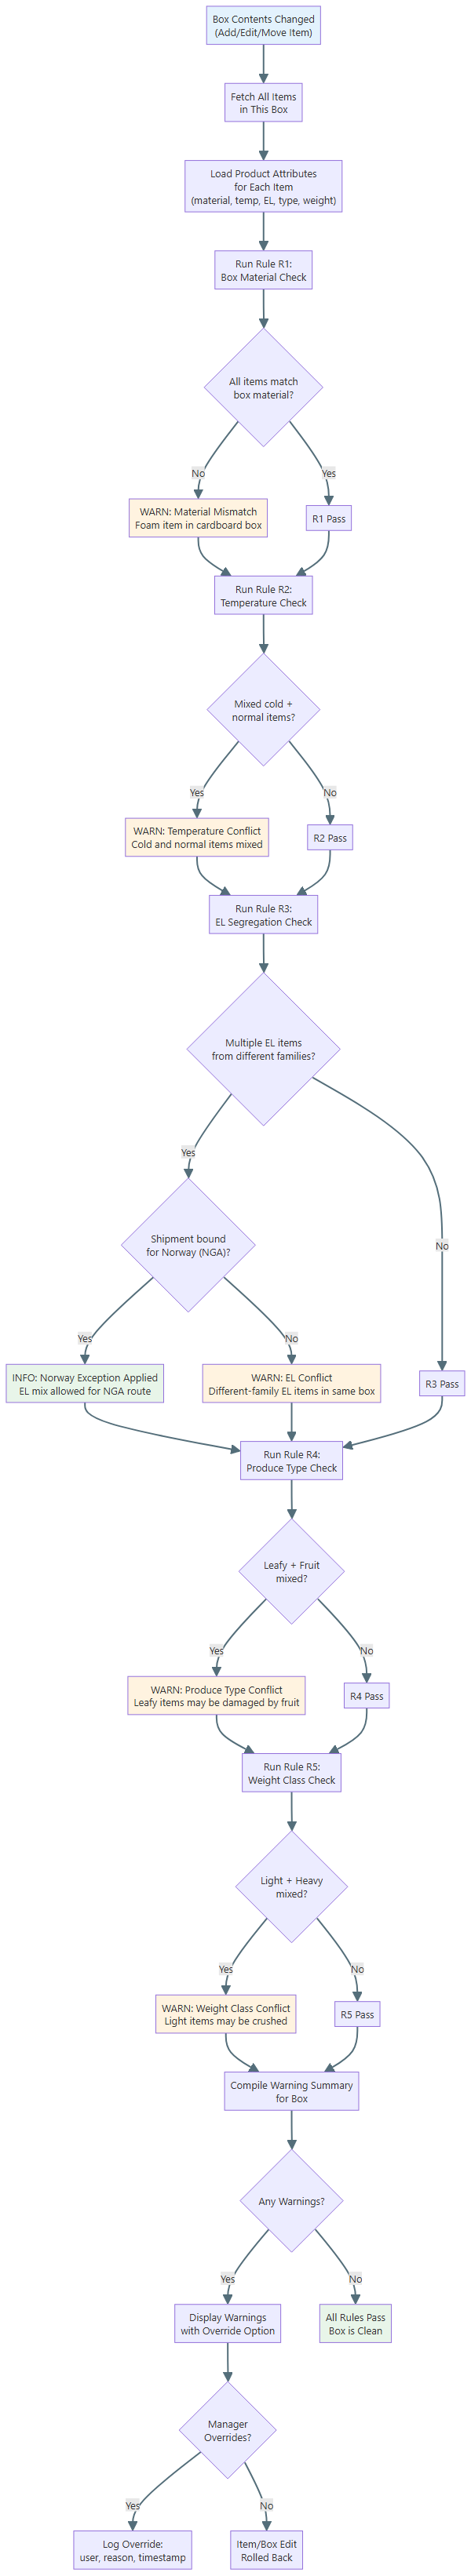 Box Contents Changed
(Add/Edit/Move Item)
Fetch All Items
in This Box
Load Product Attributes
for Each Item
(material, temp, EL, type, weight)
Run Rule R1:
Box Material Check
All items match
box material?
No
Yes
WARN: Material Mismatch
Foam item in cardboard box
R1 Pass
Run Rule R2:
Temperature Check
Mixed cold +
normal items?
Yes
No
WARN: Temperature Conflict
Cold and normal items mixed
R2 Pass
Run Rule R3:
EL Segregation Check
Multiple EL items
from different families?
Yes
Shipment bound
for Norway (NGA)?
No
Yes
No
INFO: Norway Exception Applied
EL mix allowed for NGA route
WARN: EL Conflict
Different-family EL items in same box
R3 Pass
Run Rule R4:
Produce Type Check
Leafy + Fruit
mixed?
Yes
No
WARN: Produce Type Conflict
Leafy items may be damaged by fruit
R4 Pass
Run Rule R5:
Weight Class Check
Light + Heavy
mixed?
Yes
No
WARN: Weight Class Conflict
Light items may be crushed
R5 Pass
Compile Warning Summary
for Box
Any Warnings?
Yes
No
Display Warnings
with Override Option
All Rules Pass
Box is Clean
Manager
Overrides?
Yes
No
Log Override:
user, reason, timestamp
Item/Box Edit
Rolled Back